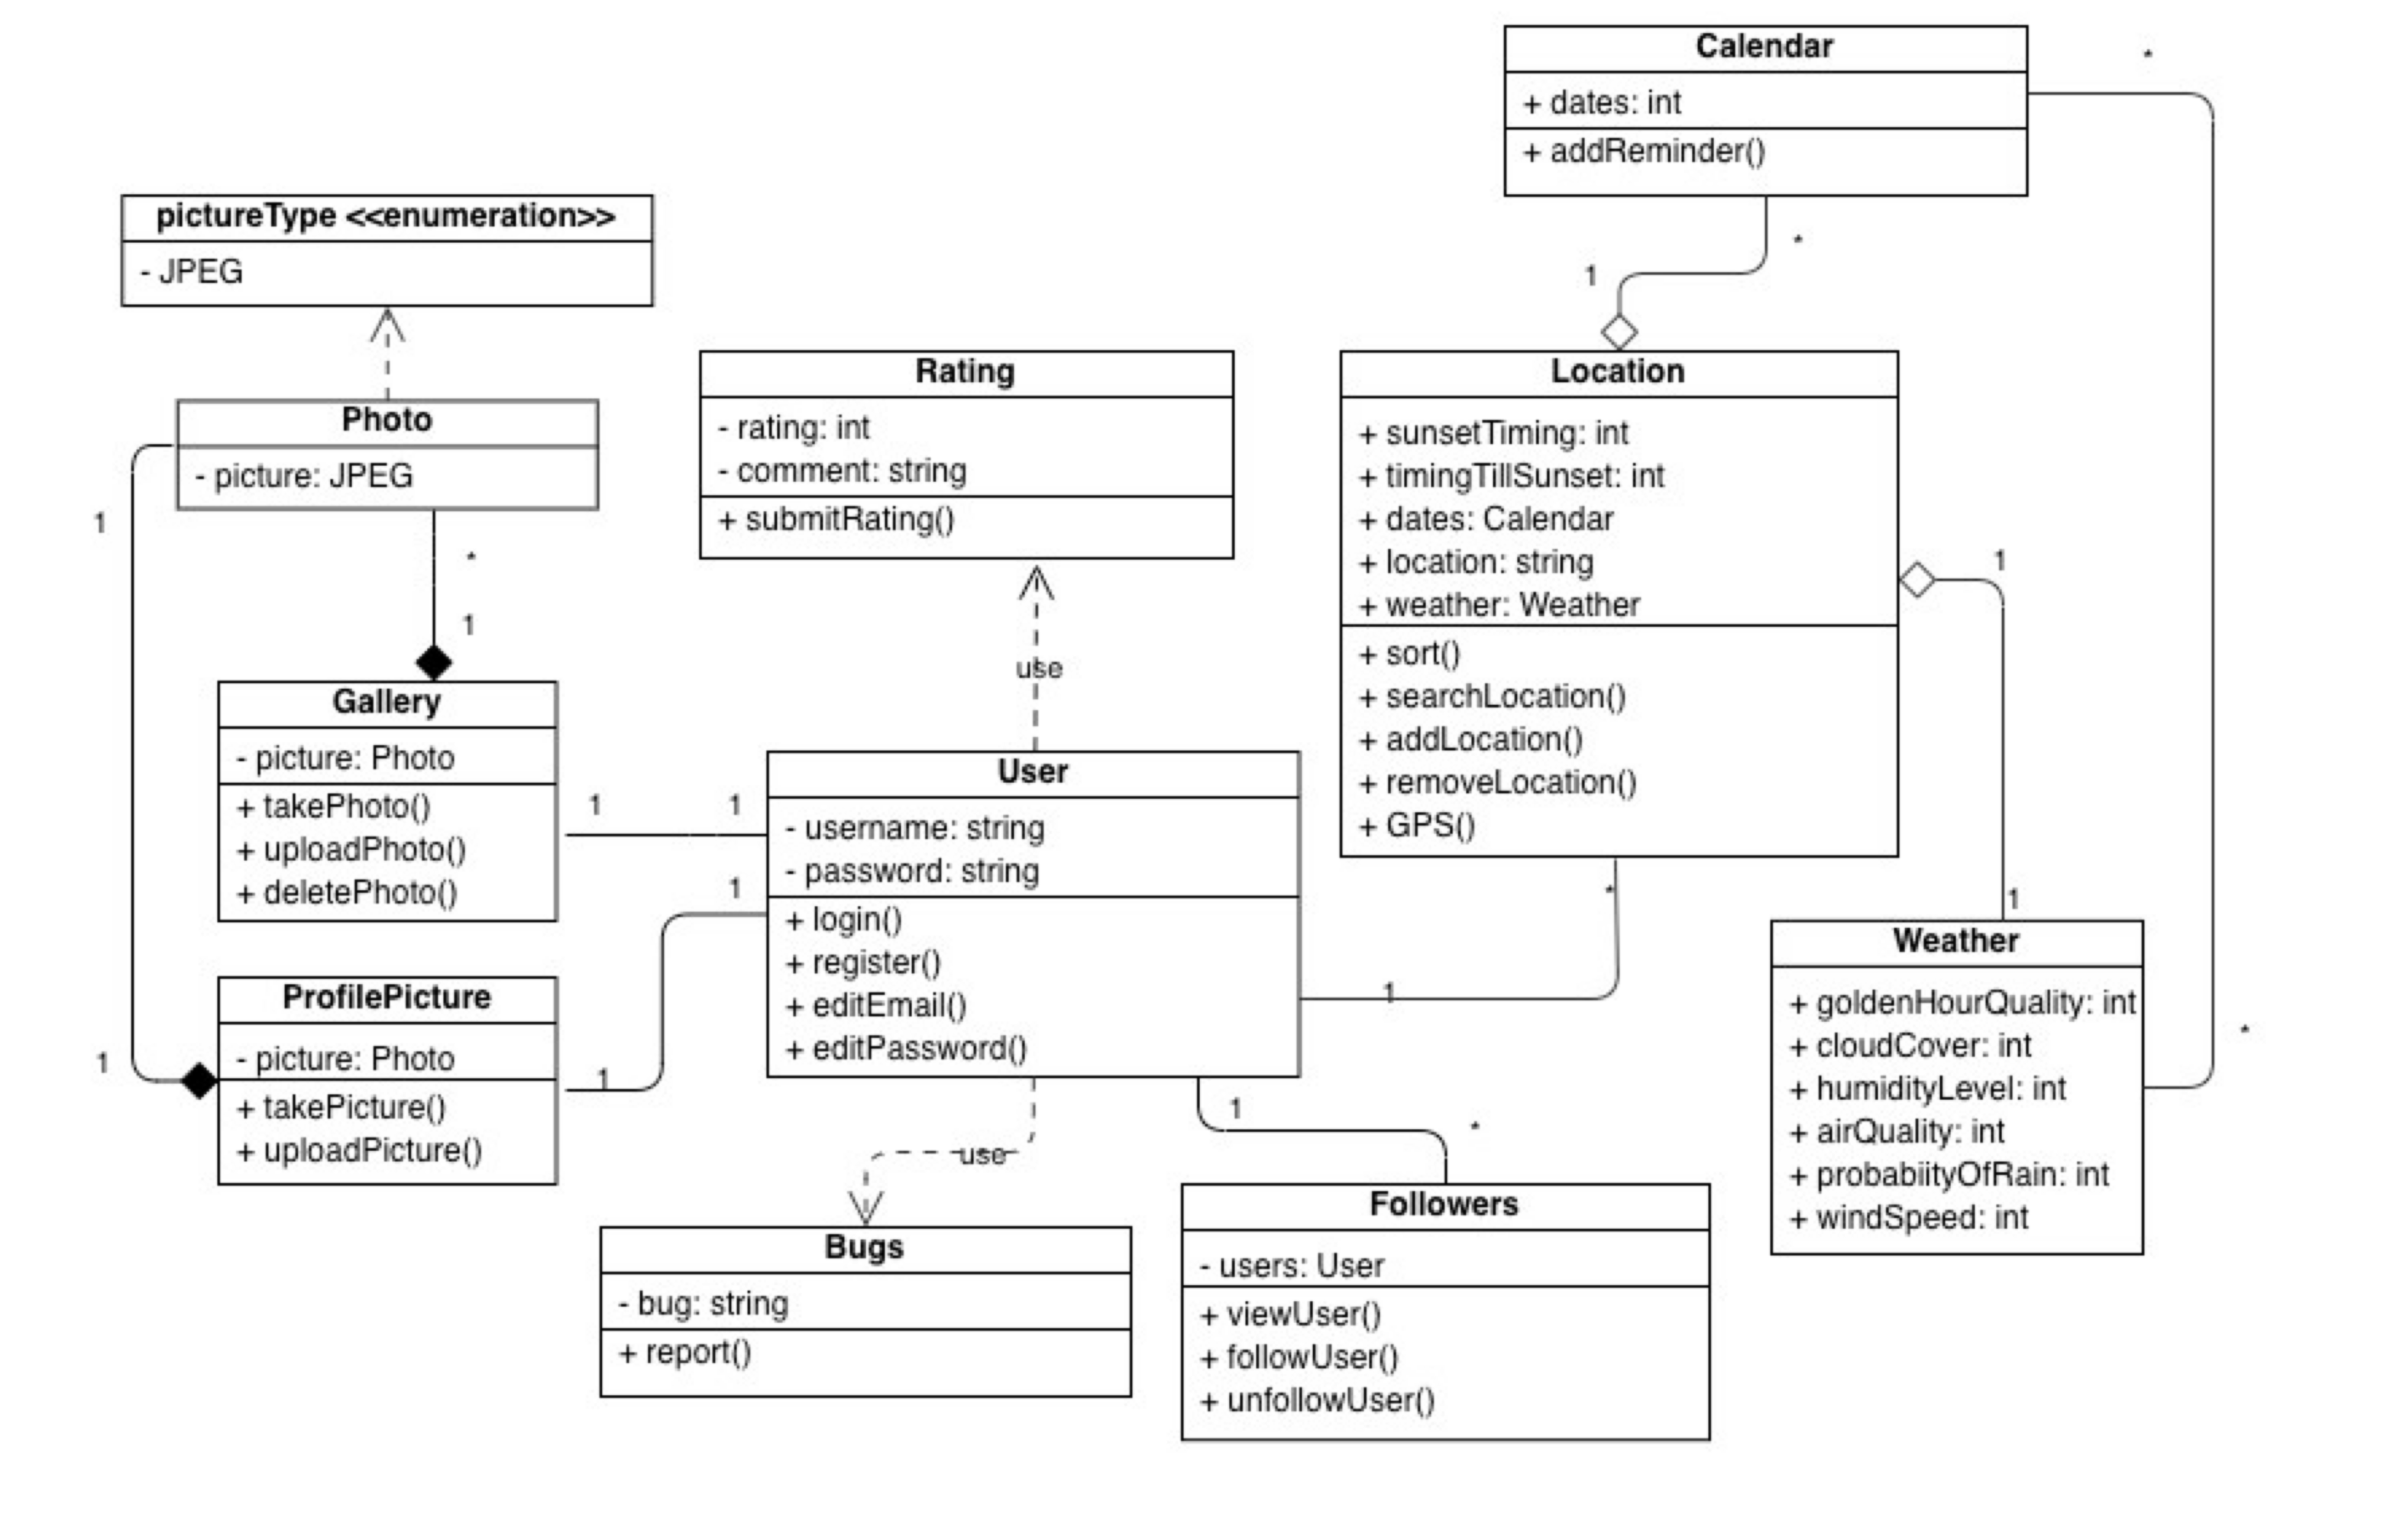 Calendar
+ dates: int
+ addReminder()
*
*
1
pictureType <<enumeration>>
- JPEG
Photo
- picture: JPEG
1
*
1
Rating
- rating: int
- comment: string
+ submitRating()
use
Location
+ sunsetTiming: int
+ timingTillSunset: int
+ dates: Calendar
+ location: string
+ weather: Weather
+ sort()
+ searchLocation()
+ addLocation()
+ removeLocation()
+ GPS()
1
1
Gallery
- picture: Photo
+ takePhoto()
+ uploadPhoto()
+ deletePhoto()
1
1
User
- username: string
- password: string
+ login()
+ register()
+ editEmail()
+ editPassword()
1
*
1
ProfilePicture
- picture: Photo
+ takePicture()
+ uploadPicture()
1
1
Weather
+ goldenHourQuality: int
+ cloudCover: int
+ humidityLevel: int
+ airQuality: int
+ probabiityOfRain: int
+ windSpeed: int
*
use
1
*
Bugs
- bug: string
+ report()
Followers
- users: User
+ viewUser()
+ followUser()
+ unfollowUser()